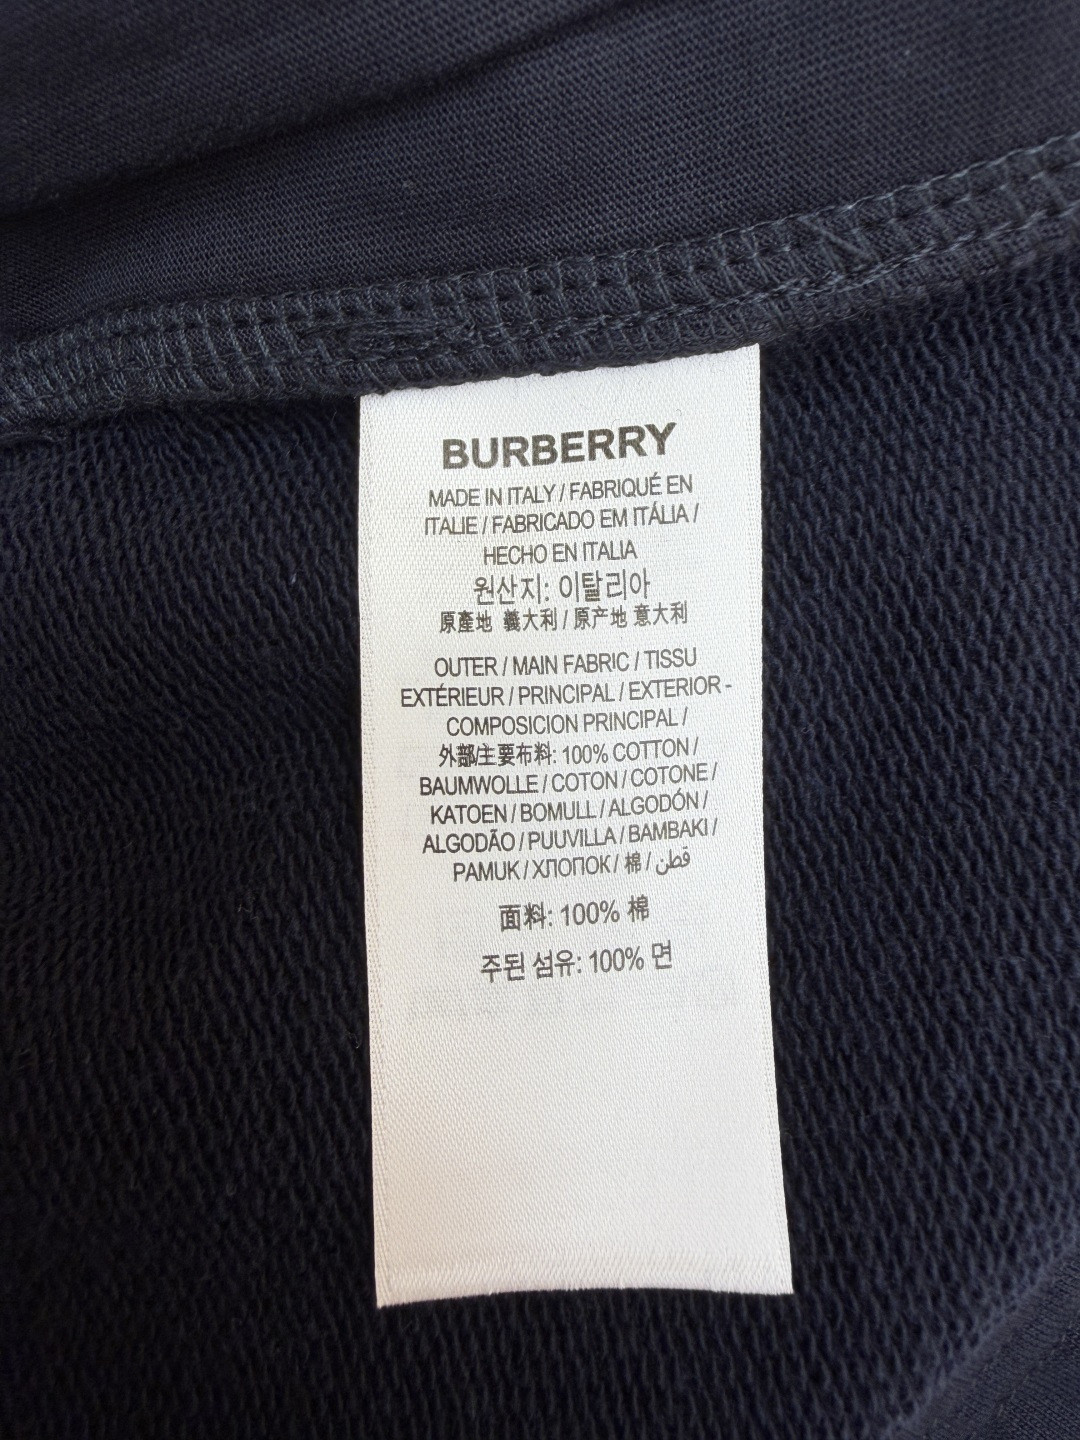 BURBERRY
MADE IN ITALY / FABRIQUÉ EN
ITALIE / FABRICADO EM ITÁLIA /
HECHO EN ITALIA
원산지: 이탈리아
原產地 義大利 / 原产地 意大利
OUTER / MAIN FABRIC / TISSU
EXTÉRIEUR / PRINCIPAL / EXTERIOR -
COMPOSICION PRINCIPAL /
外部/主要布料: 100% COTTON /
BAUMWOLLE / COTON / COTONE /
KATOEN / BOMULL / ALGODÓN /
ALGODÃO / PUUVILLA / BAMBAKI /
PAMUK / ХЛОПОК / 棉 / قطن
面料: 100% 棉
주된 섬유: 100% 면